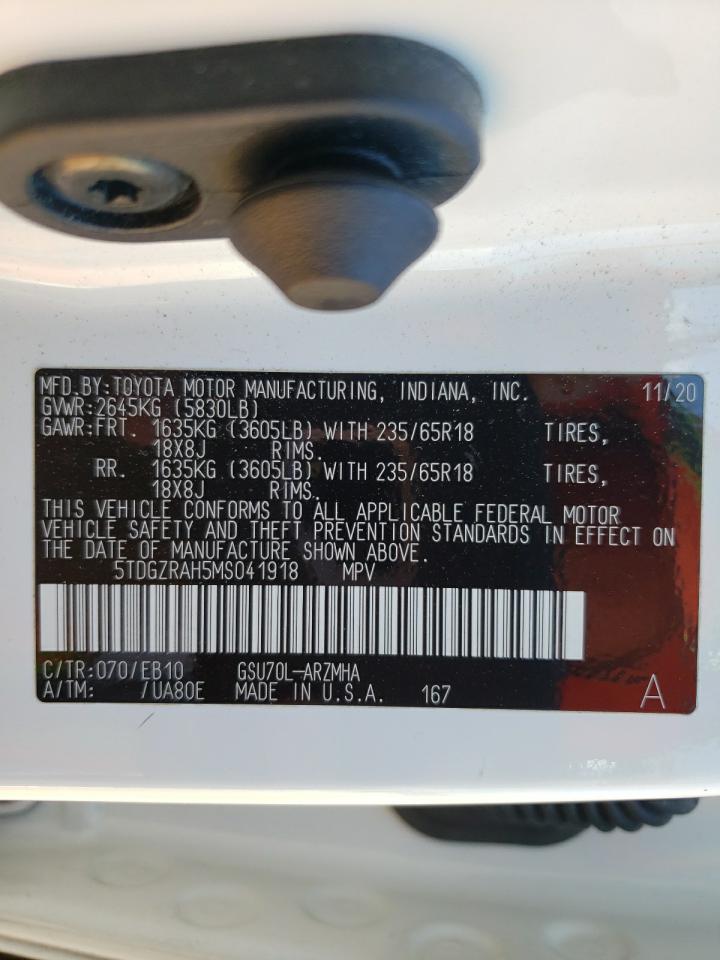 MFD.BY:TOYOTA MOTOR MANUFACTURING, INDIANA, INC. 11/20
GVWR:2645KG (5830LB)
GAWR:FRT. 1635KG (3605LB) WITH 235/65R18 TIRES,
18X8J RIMS.
RR. 1635KG (3605LB) WITH 235/65R18 TIRES,
18X8J RIMS.
THIS VEHICLE CONFORMS TO ALL APPLICABLE FEDERAL MOTOR
VEHICLE SAFETY AND THEFT PREVENTION STANDARDS IN EFFECT ON
THE DATE OF MANUFACTURE SHOWN ABOVE.
5TDGZRAH5MS041918 MPV
C/TR:070/EB10 GSU70L-ARZMHA
A/TM: /UA80E MADE IN U.S.A. 167 A